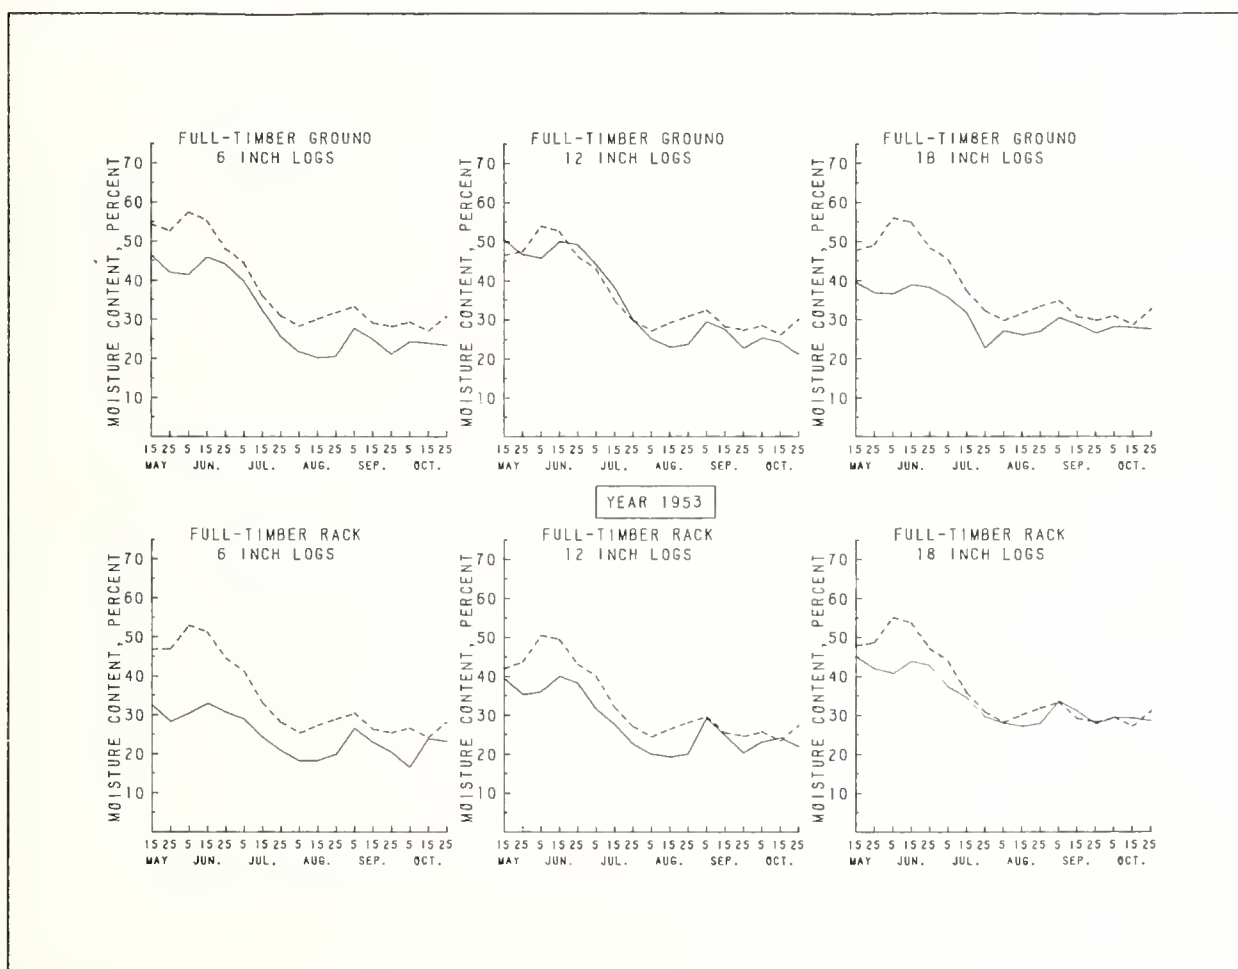 FULL-TIMBER GROUND
6 INCH LOGS
MOISTURE CONTENT, PERCENT
70
60
50
40
30
20
10
15 25 5 15 25 5 15 25 5 15 25 5 15 25 5 15 25
MAY JUN. JUL. AUG. SEP. OCT.
FULL-TIMBER GROUND
12 INCH LOGS
MOISTURE CONTENT, PERCENT
70
60
50
40
30
20
10
15 25 5 15 25 5 15 25 5 15 25 5 15 25 5 15 25
MAY JUN. JUL. AUG. SEP. OCT.
FULL-TIMBER GROUND
18 INCH LOGS
MOISTURE CONTENT, PERCENT
70
60
50
40
30
20
10
15 25 5 15 25 5 15 25 5 15 25 5 15 25 5 15 25
MAY JUN. JUL. AUG. SEP. OCT.
YEAR 1953
FULL-TIMBER RACK
6 INCH LOGS
MOISTURE CONTENT, PERCENT
70
60
50
40
30
20
10
15 25 5 15 25 5 15 25 5 15 25 5 15 25 5 15 25
MAY JUN. JUL. AUG. SEP. OCT.
FULL-TIMBER RACK
12 INCH LOGS
MOISTURE CONTENT, PERCENT
70
60
50
40
30
20
10
15 25 5 15 25 5 15 25 5 15 25 5 15 25 5 15 25
MAY JUN. JUL. AUG. SEP. OCT.
FULL-TIMBER RACK
18 INCH LOGS
MOISTURE CONTENT, PERCENT
70
60
50
40
30
20
10
15 25 5 15 25 5 15 25 5 15 25 5 15 25 5 15 25
MAY JUN. JUL. AUG. SEP. OCT.